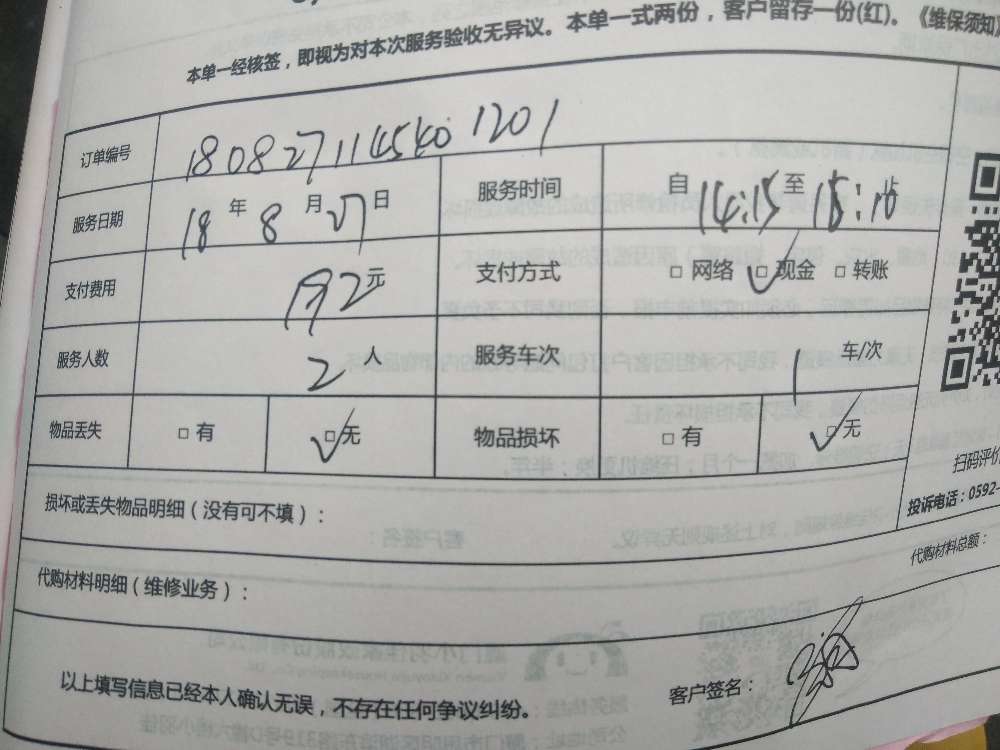 本单一经核签，即视为对本次服务验收无异议。本单一式两份，客户留存一份(红)。《维保须知
订单编号 180827114540 1201
服务日期 18 年 8 月 27 日 服务时间 自 14:15 至 15:15
支付费用 192 元 支付方式 □ 网络 ☑ 现金 □ 转账
服务人数 2 人 服务车次 1 车/次
物品丢失 □ 有 ☑ 无 物品损坏 □ 有 ☑ 无
扫码评价
损坏或丢失物品明细（没有可不填）：
投诉电话：0592-
代购材料明细（维修业务）：
代购材料总额：
以上填写信息已经本人确认无误，不存在任何争议纠纷。
客户签名：